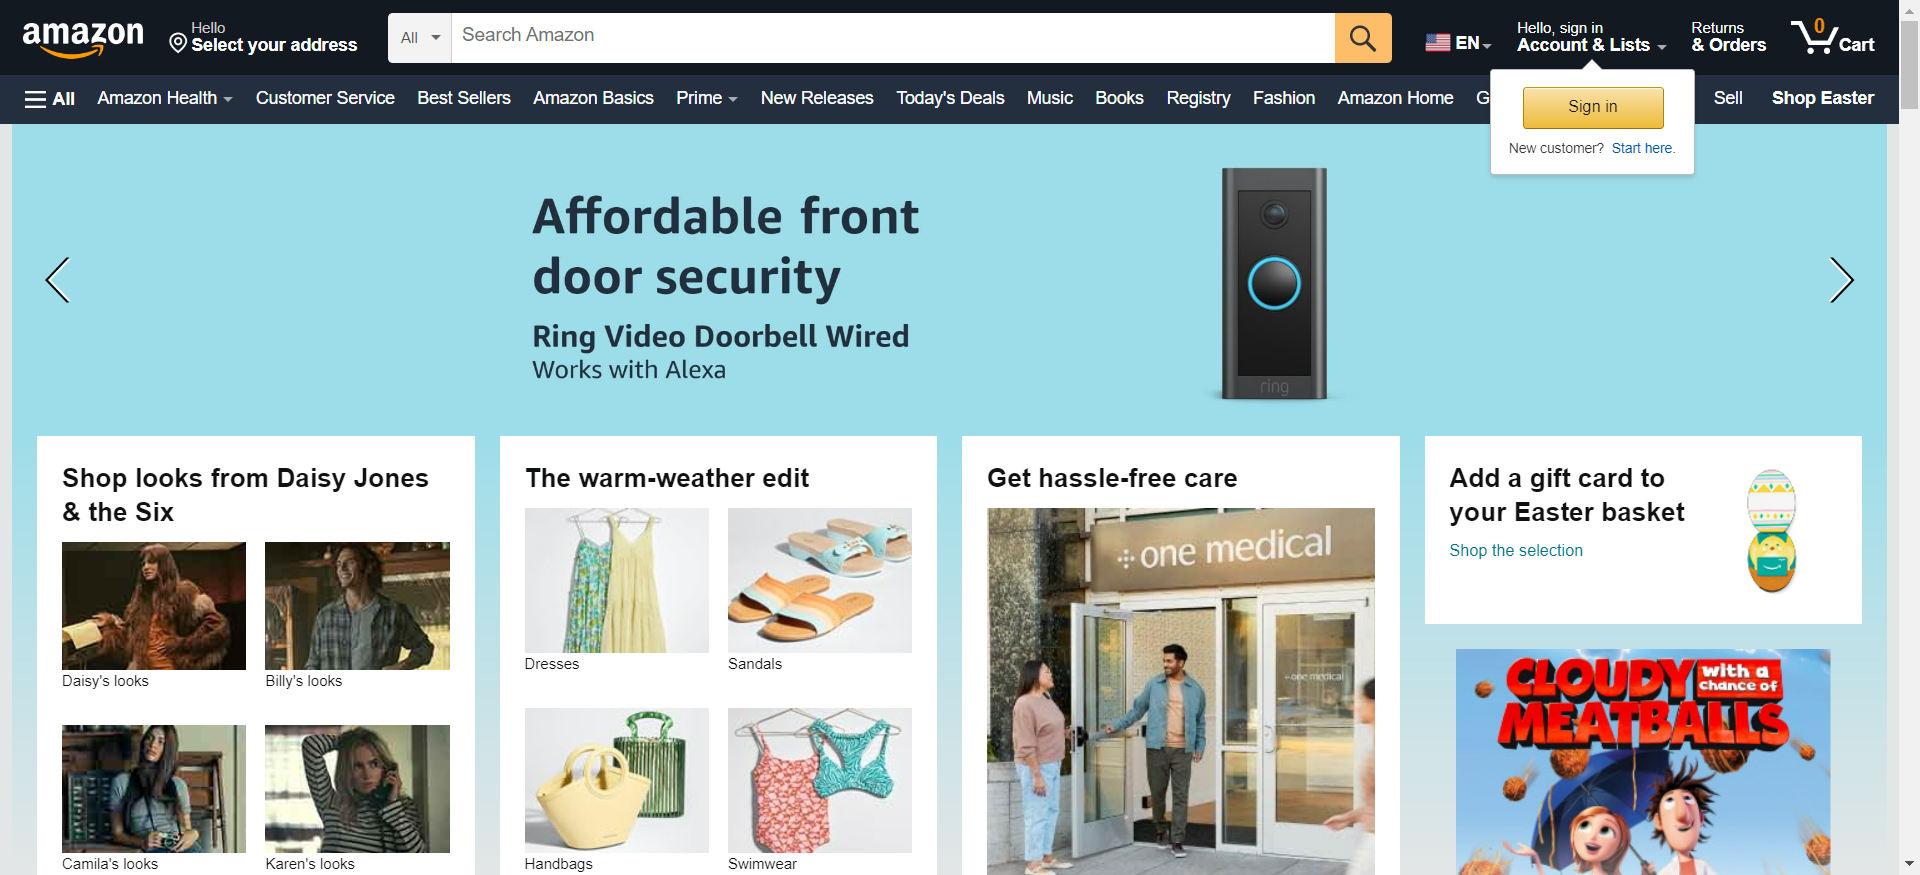 amazon
Hello
Select your address
All
Search Amazon
EN
Hello, sign in
Account & Lists
Returns
& Orders
0
Cart
All
Amazon Health
Customer Service
Best Sellers
Amazon Basics
Prime
New Releases
Today's Deals
Music
Books
Registry
Fashion
Amazon Home
G
Sell
Shop Easter
Sign in
New customer? Start here.
Affordable front
door security
Ring Video Doorbell Wired
Works with Alexa
ring
Shop looks from Daisy Jones
& the Six
Daisy's looks
Billy's looks
Camila's looks
Karen's looks
The warm-weather edit
Dresses
Sandals
Handbags
Swimwear
Get hassle-free care
one medical
one medical
Add a gift card to
your Easter basket
Shop the selection
CLOUDY with a
chance of
MEATBALLS